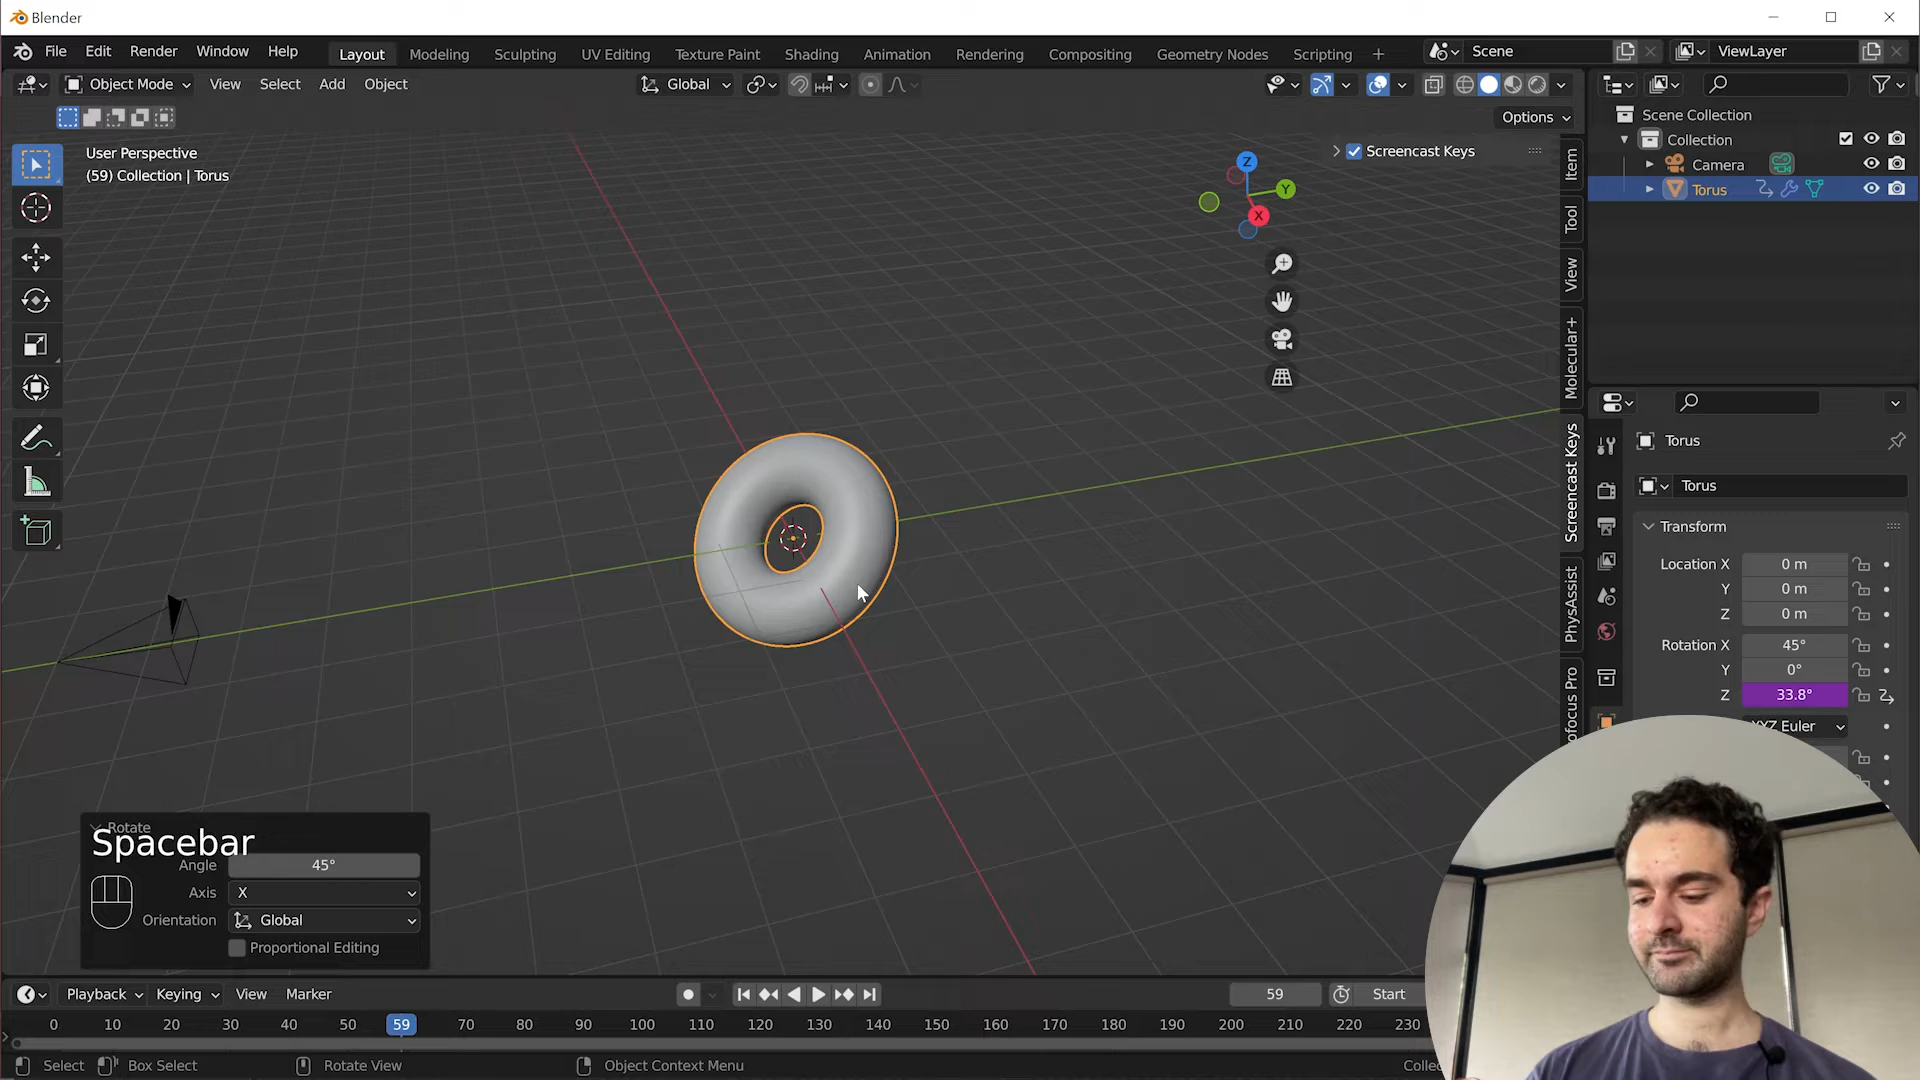 Blender
File Edit Render Window Help Layout Modeling Sculpting UV Editing Texture Paint Shading Animation Rendering Compositing Geometry Nodes Scripting + Scene ViewLayer
Object Mode View Select Add Object Global
Options
User Perspective
(59) Collection | Torus
Screencast Keys
Z
Y
X
Item
Tool
View
Molecular+
Screencast Keys
PhysAssist
ofocus Pro
Scene Collection
Collection
Camera
Torus
Torus
Torus
Transform
Location X 0 m
Y 0 m
Z 0 m
Rotation X 45°
Y 0°
Z 33.8°
XYZ Euler
Rotate
Spacebar
Angle 45°
Axis X
Orientation Global
Proportional Editing
Playback Keying View Marker 59 Start
0 10 20 30 40 50 59 70 80 90 100 110 120 130 140 150 160 170 180 190 200 210 220 230
Select Box Select Rotate View Object Context Menu Collec